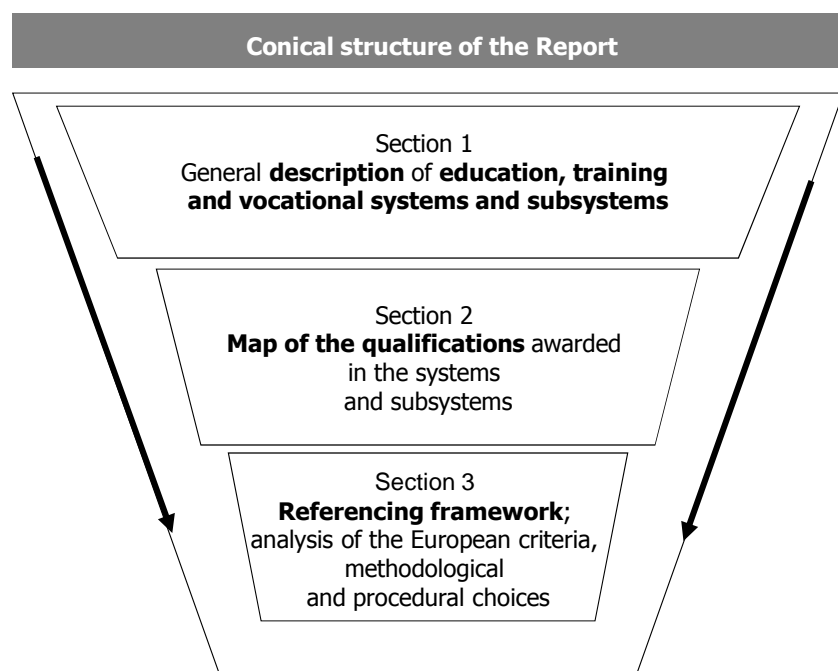 Conical structure of the Report
Section 1
General description of education, training
and vocational systems and subsystems
Section 2
Map of the qualifications awarded
in the systems
and subsystems
Section 3
Referencing framework;
analysis of the European criteria,
methodological
and procedural choices